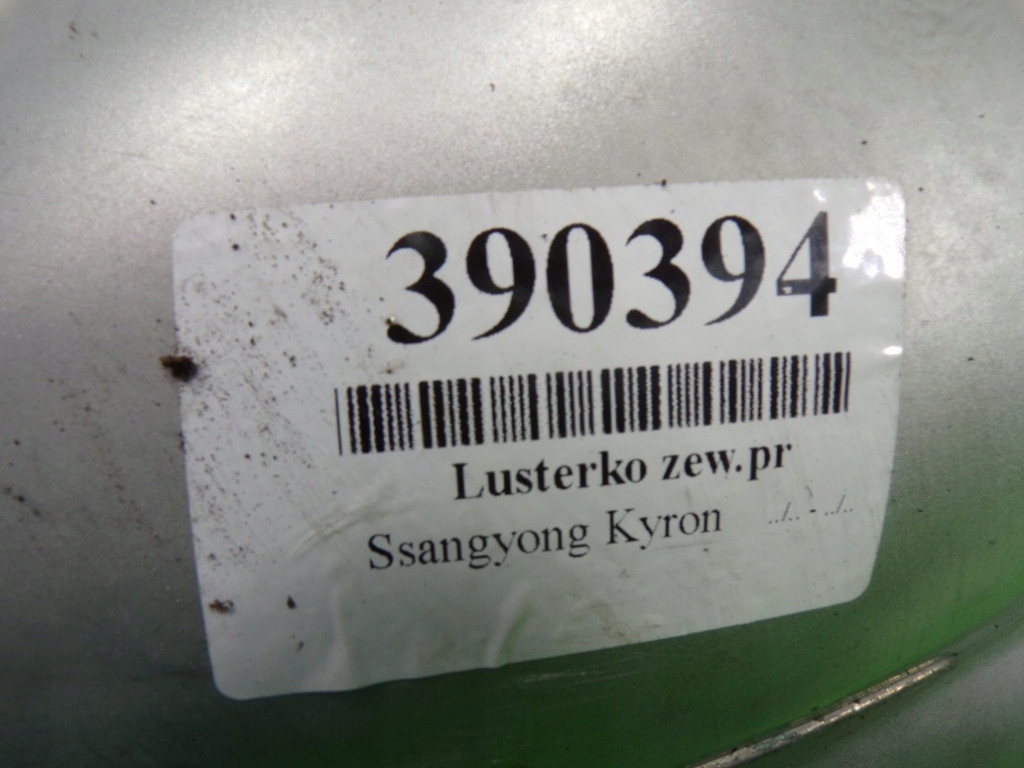 390394
Lusterko zew.pr
Ssangyong Kyron ../.. - ../..